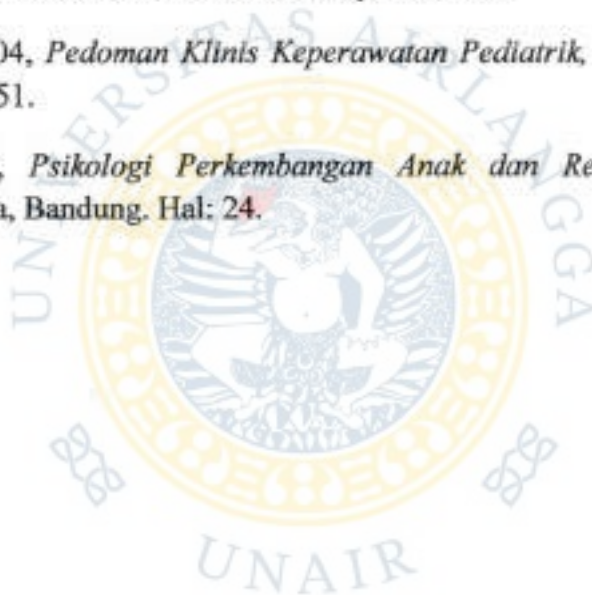 04, Pedoman Klinis Keperawatan Pediatrik,
51.
, Psikologi Perkembangan Anak dan Re
a, Bandung. Hal: 24.
UNIVERSITAS AIRLANGGA
UNAIR